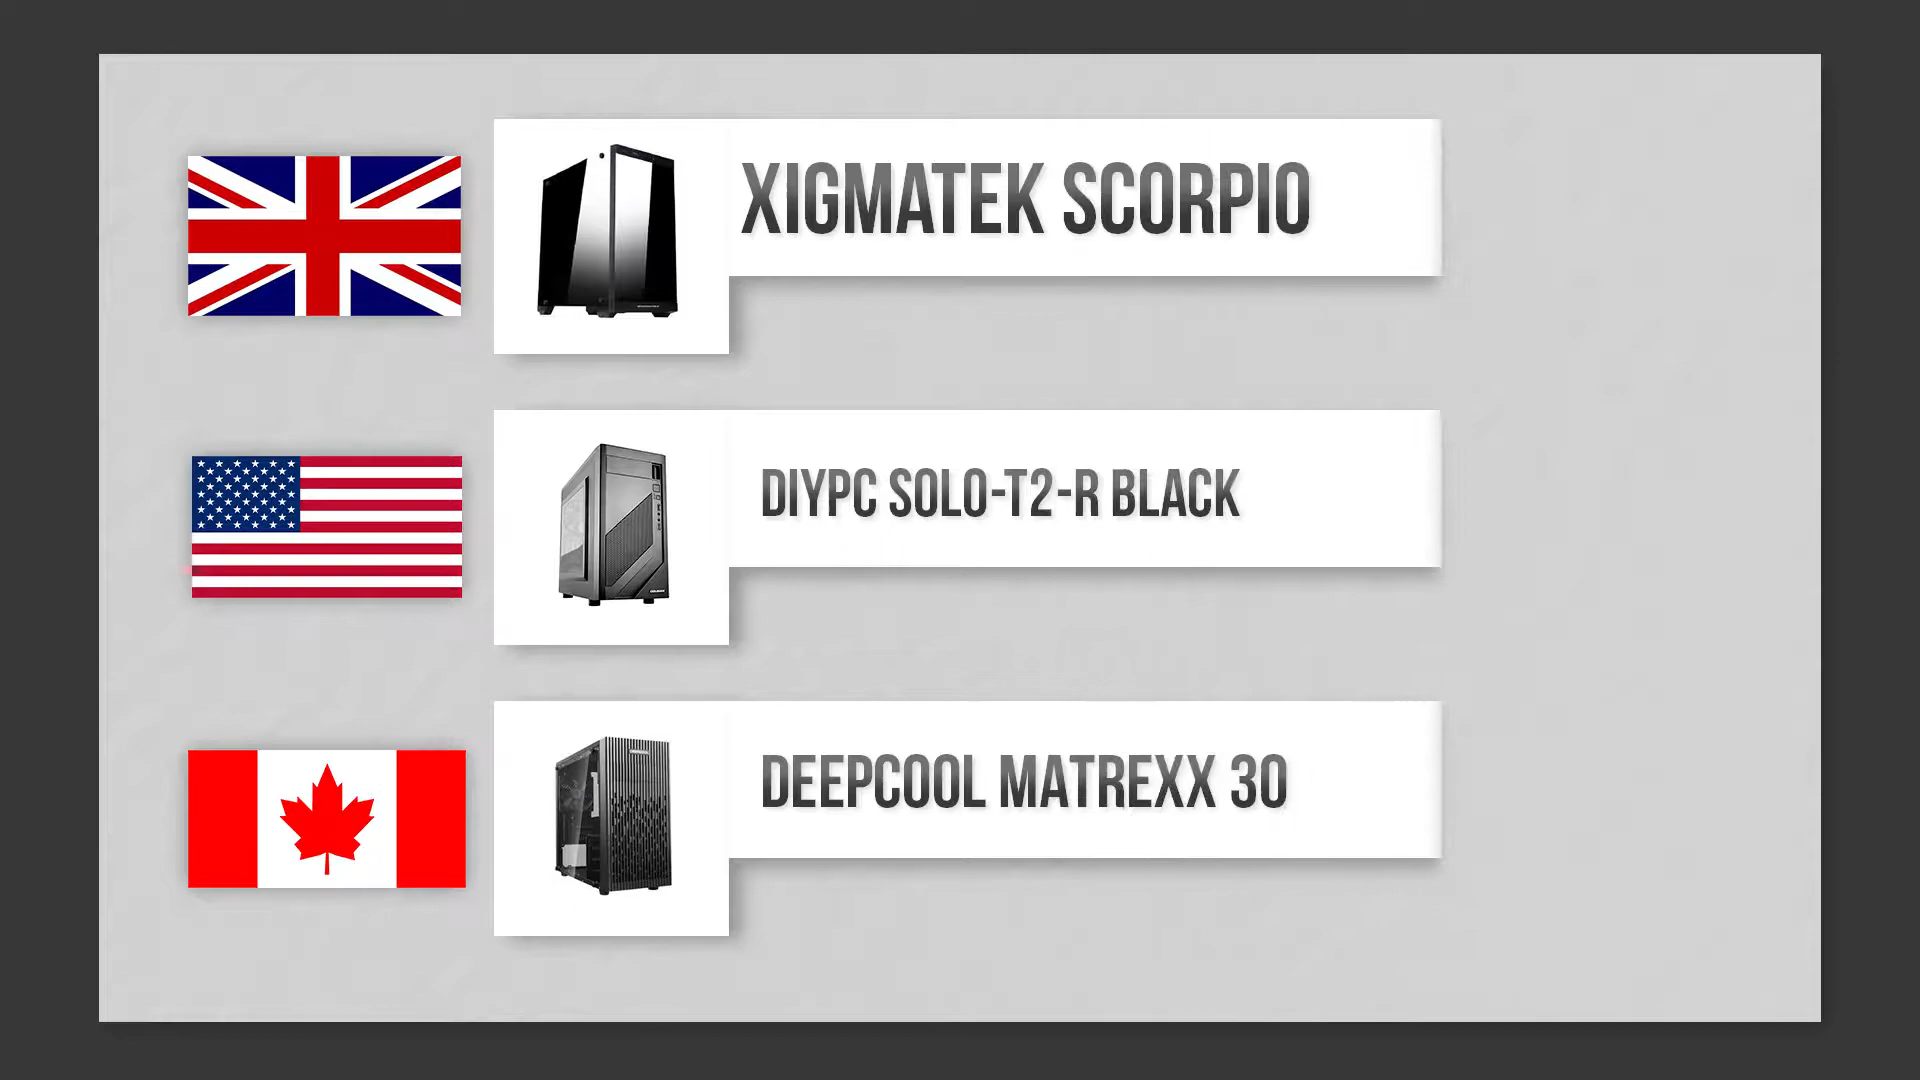 XIGMATEK SCORPIO
DIYPC SOLO-T2-R BLACK
DEEPCOOL MATREXX 30